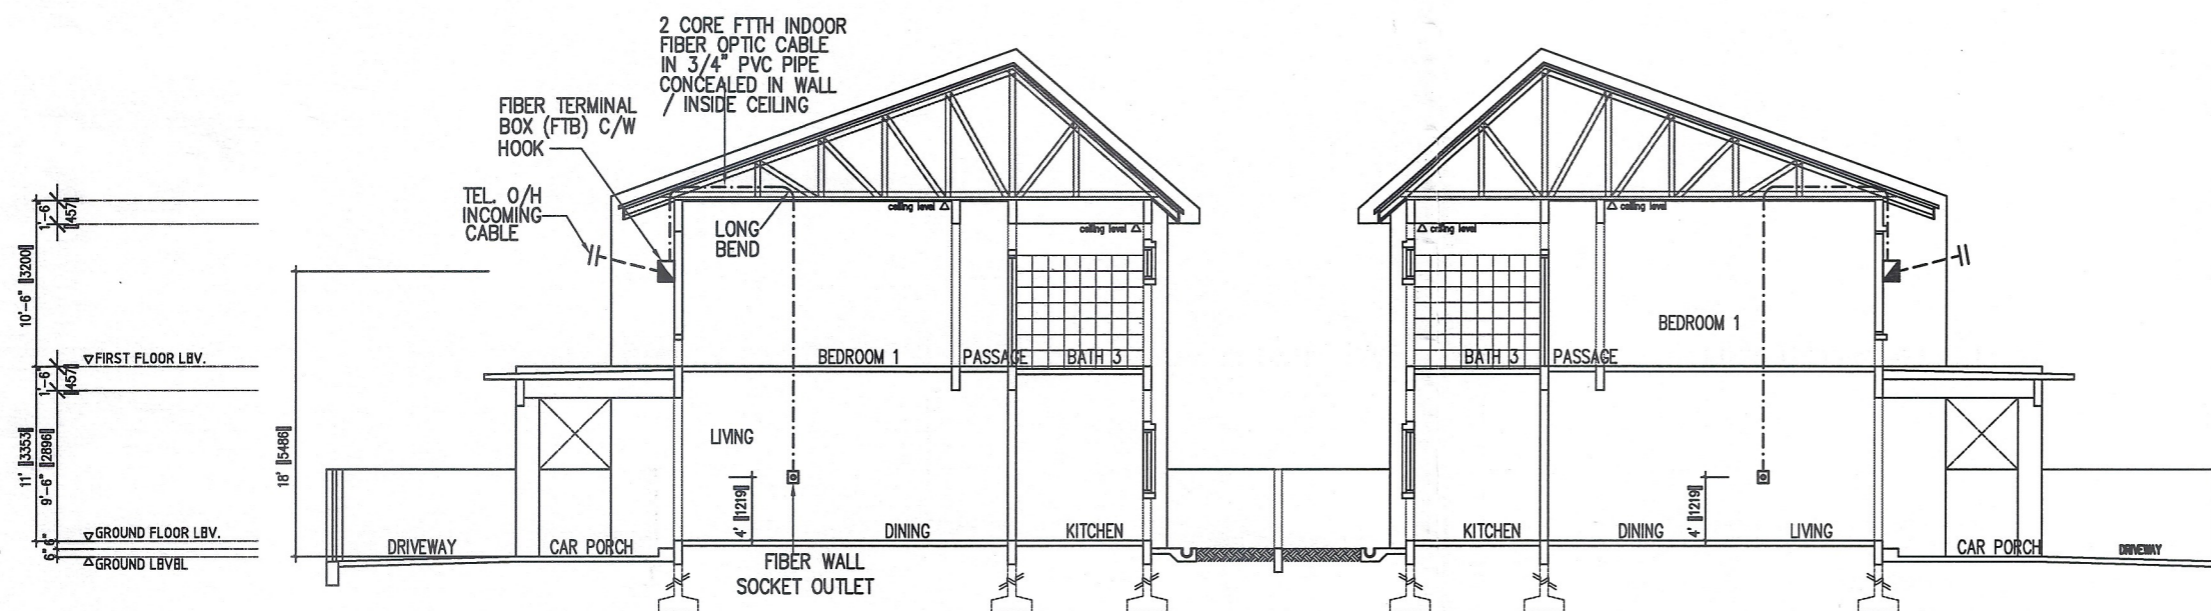 2 CORE FTTH INDOOR
FIBER OPTIC CABLE
IN 3/4" PVC PIPE
CONCEALED IN WALL
/ INSIDE CEILING
FIBER TERMINAL
BOX (FTB) C/W
HOOK
TEL. O/H
INCOMING
CABLE
LONG
BEND
ceiling level
ceiling level
ceiling level
ceiling level
1'-6"
[457]
10'-6" [3200]
FIRST FLOOR LEV.
1'-6"
[457]
11' [3353]
9'-6" [2896]
18' [5486]
GROUND FLOOR LEV.
6"
6"
GROUND LEVEL
BEDROOM 1
PASSAGE
BATH 3
LIVING
4' [1219]
DINING
KITCHEN
DRIVEWAY
CAR PORCH
FIBER WALL
SOCKET OUTLET
BEDROOM 1
BATH 3
PASSAGE
4' [1219]
KITCHEN
DINING
LIVING
CAR PORCH
DRIVEWAY